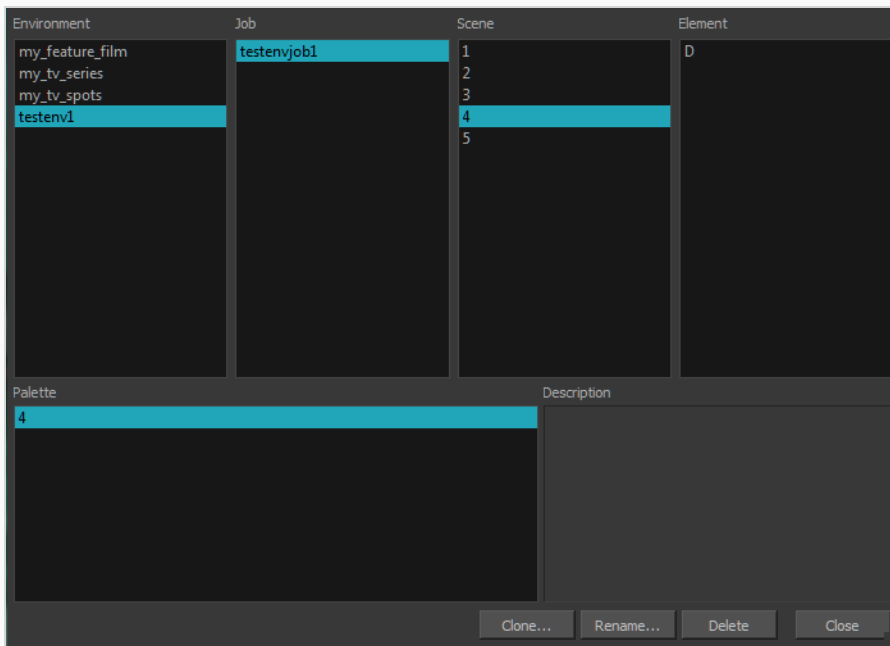 Environment
Job
Scene
Element
my_feature_film
my_tv_series
my_tv_spots
testenv1
testenvjob1
1
2
3
4
5
D
Palette
Description
4
Clone...
Rename...
Delete
Close